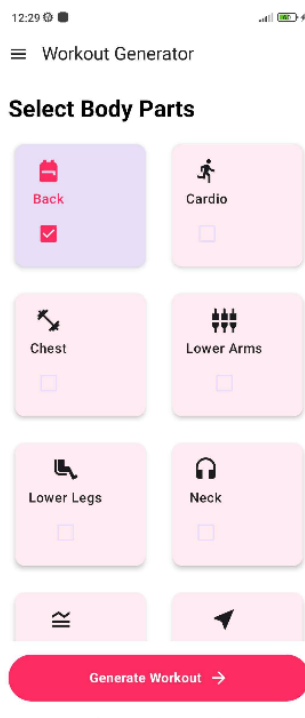 12:29
Workout Generator
Select Body Parts
Back
Cardio
Chest
Lower Arms
Lower Legs
Neck
Generate Workout